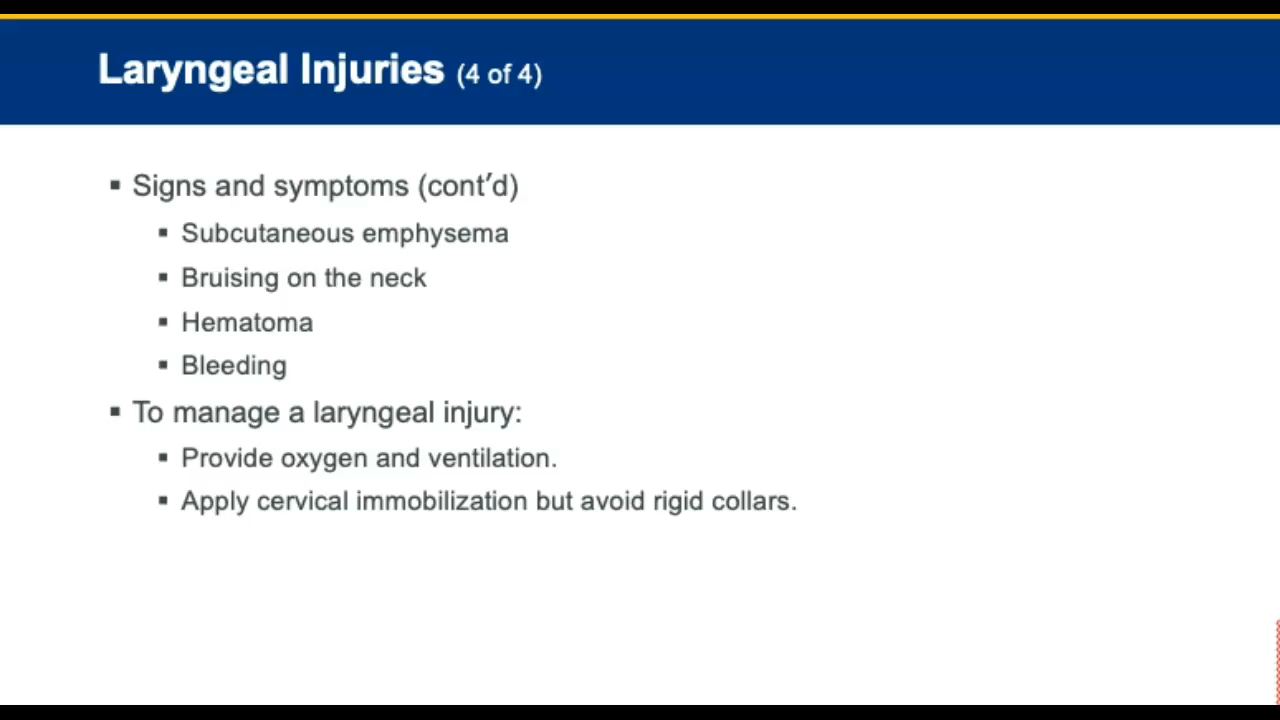 Laryngeal Injuries (4 of 4)
▪ Signs and symptoms (cont’d)
▪ Subcutaneous emphysema
▪ Bruising on the neck
▪ Hematoma
▪ Bleeding
▪ To manage a laryngeal injury:
▪ Provide oxygen and ventilation.
▪ Apply cervical immobilization but avoid rigid collars.